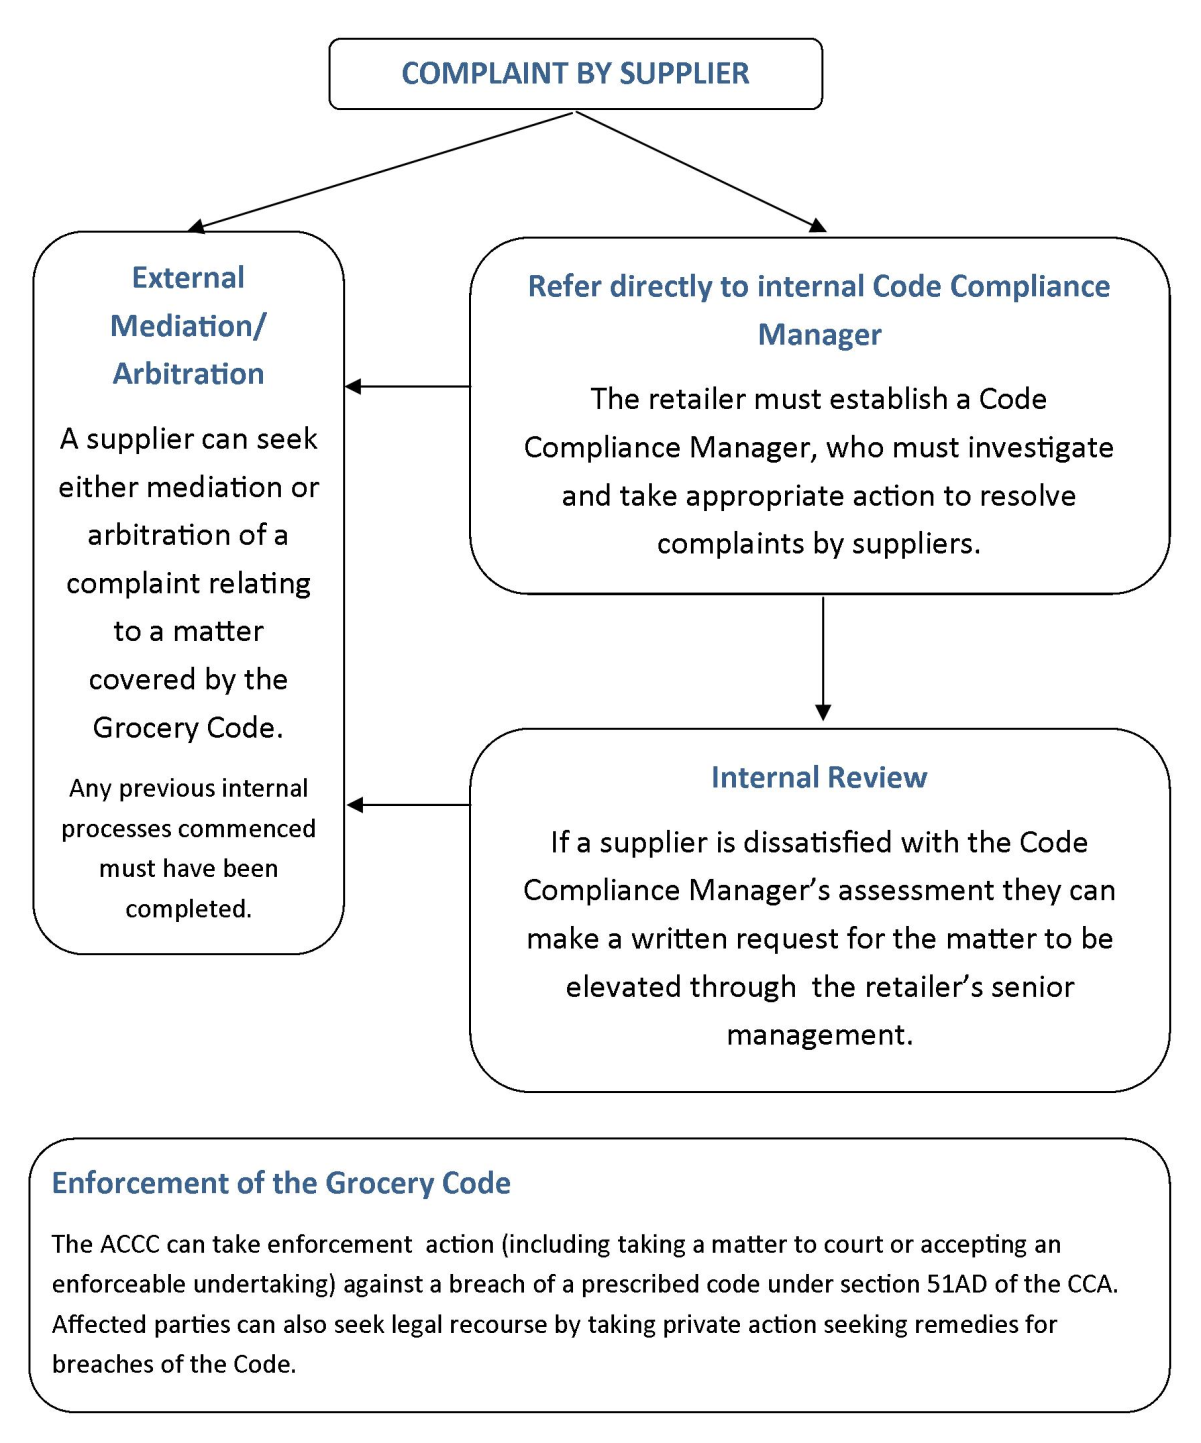 COMPLAINT BY SUPPLIER
External
Mediation/
Arbitration
A supplier can seek
either mediation or
arbitration of a
complaint relating
to a matter
covered by the
Grocery Code.
Any previous internal
processes commenced
must have been
completed.
Refer directly to internal Code Compliance
Manager
The retailer must establish a Code
Compliance Manager, who must investigate
and take appropriate action to resolve
complaints by suppliers.
Internal Review
If a supplier is dissatisfied with the Code
Compliance Manager’s assessment they can
make a written request for the matter to be
elevated through  the retailer’s senior
management.
Enforcement of the Grocery Code
The ACCC can take enforcement  action (including taking a matter to court or accepting an
enforceable undertaking) against a breach of a prescribed code under section 51AD of the CCA.
Affected parties can also seek legal recourse by taking private action seeking remedies for
breaches of the Code.